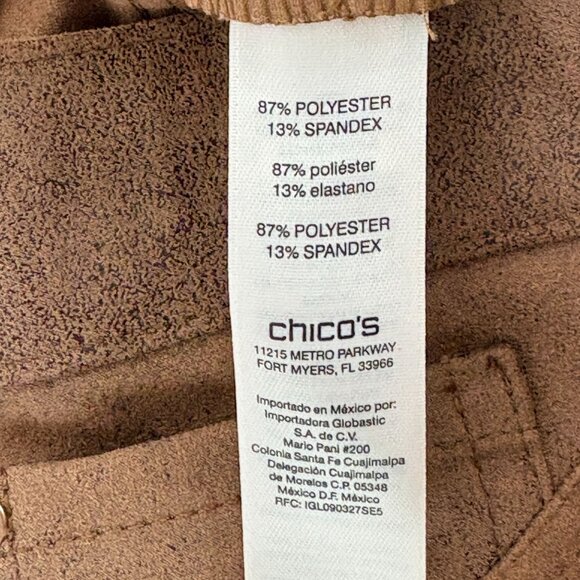 87% POLYESTER
13% SPANDEX
87% poliéster
13% elastano
87% POLYESTER
13% SPANDEX
chico's
11215 METRO PARKWAY
FORT MYERS, FL 33966
Importado en México por:
Importadora Globastic
S.A. de C.V.
Mario Pani #200
Colonia Santa Fe Cuajimalpa
Delegación Cuajimalpa
de Morelos C.P. 05348
México D.F. México
RFC: IGL090327SE5